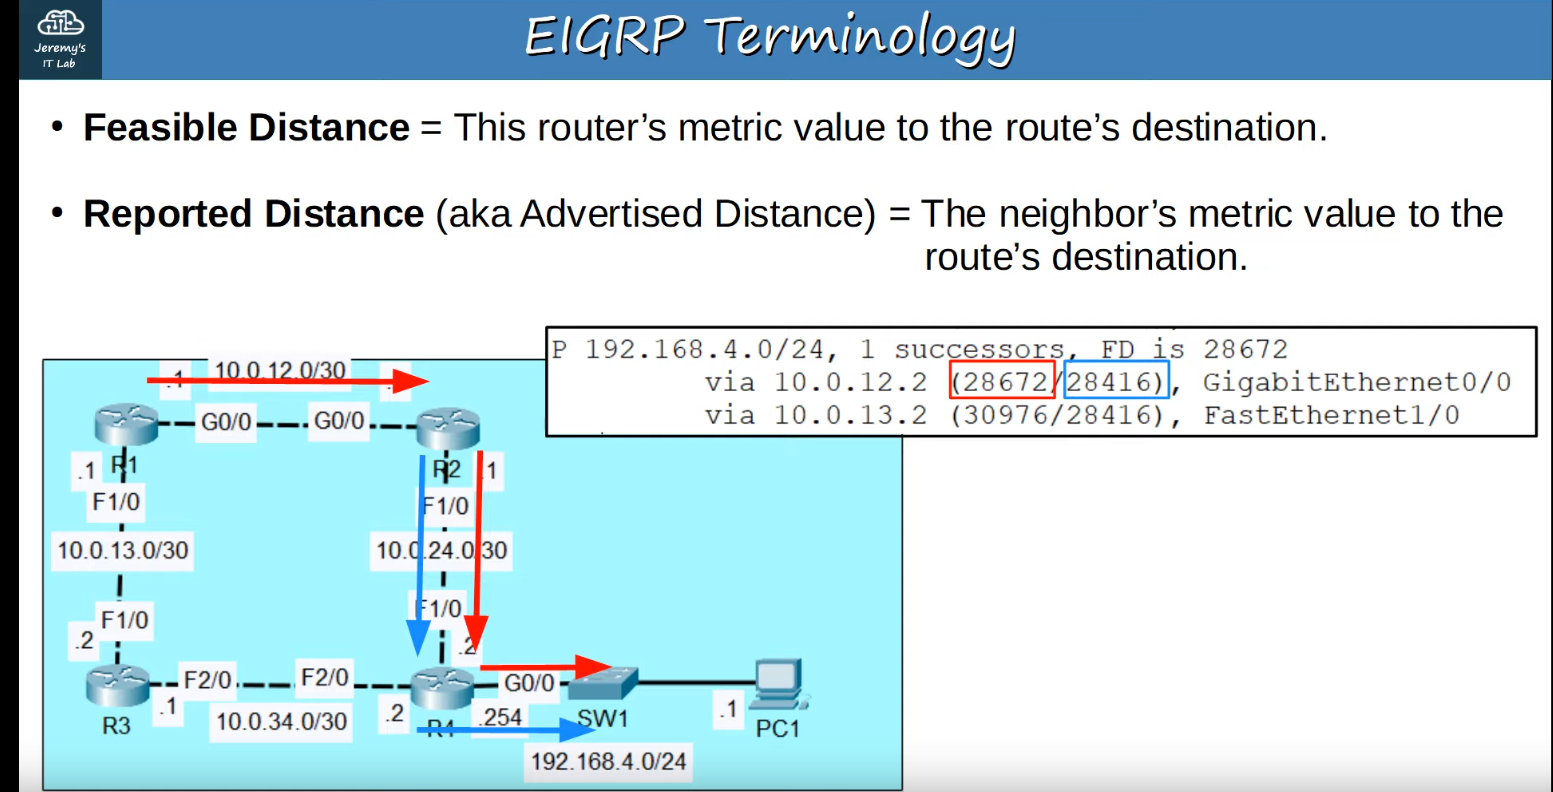 Jeremy's
IT Lab
EIGRP Terminology
• Feasible Distance = This router’s metric value to the route’s destination.
• Reported Distance (aka Advertised Distance) = The neighbor’s metric value to the
route’s destination.
P 192.168.4.0/24, 1 successors, FD is 28672
via 10.0.12.2 (28672/28416), GigabitEthernet0/0
via 10.0.13.2 (30976/28416), FastEthernet1/0
.1 10.0.12.0/30
G0/0 G0/0
.1 R1 R2 .1
F1/0 F1/0
10.0.13.0/30 10.0.24.0/30
F1/0 F1/0
.2 .2
F2/0 F2/0 G0/0
R3 .1 10.0.34.0/30 .2 R4 .254 SW1 .1 PC1
192.168.4.0/24